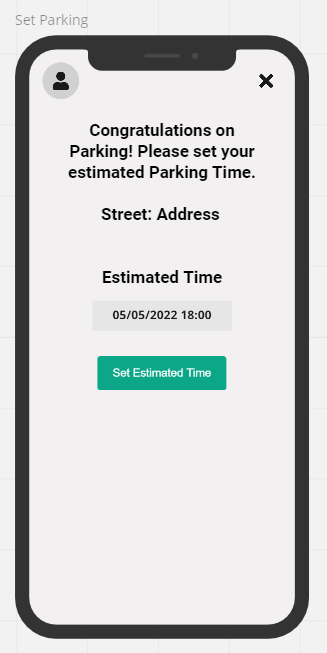 Set Parking
Congratulations on
Parking! Please set your
estimated Parking Time.
Street: Address
Estimated Time
05/05/2022 18:00
Set Estimated Time